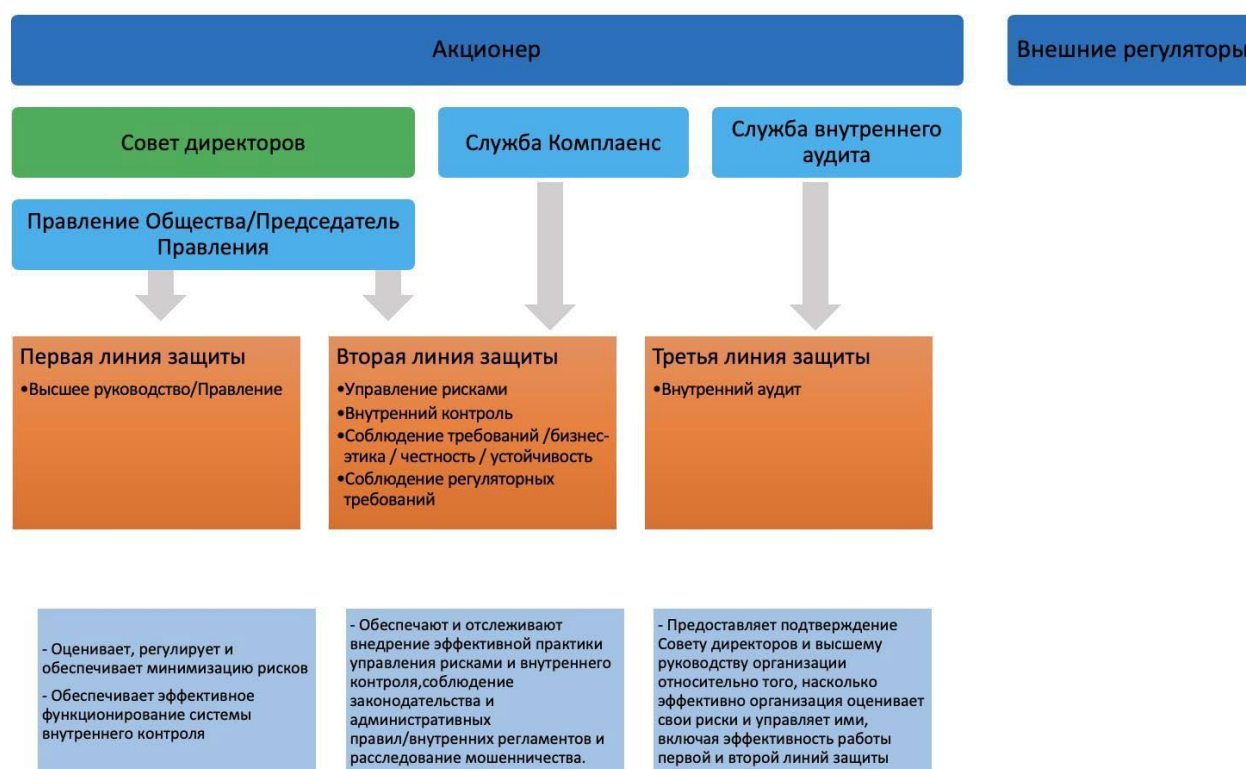 Акционер
Внешние регуляторы
Совет директоров
Служба Комплаенс
Служба внутреннего
аудита
Правление Общества/Председатель
Правления
Первая линия защиты
•Высшее руководство/Правление
Вторая линия защиты
•Управление рисками
•Внутренний контроль
•Соблюдение требований /бизнес-
этика / честность / устойчивость
•Соблюдение регуляторных
требований
Третья линия защиты
•Внутренний аудит
- Оценивает, регулирует и
обеспечивает минимизацию рисков
- Обеспечивает эффективное
функционирование системы
внутреннего контроля
- Обеспечают и отслеживают
внедрение эффективной практики
управления рисками и внутреннего
контроля,соблюдение
законодательства и
административных
правил/внутренних регламентов и
расследование мошенничества.
- Предоставляет подтверждение
Совету директоров и высшему
руководству организации
относительно того, насколько
эффективно организация оценивает
свои риски и управляет ими,
включая эффективность работы
первой и второй линий защиты